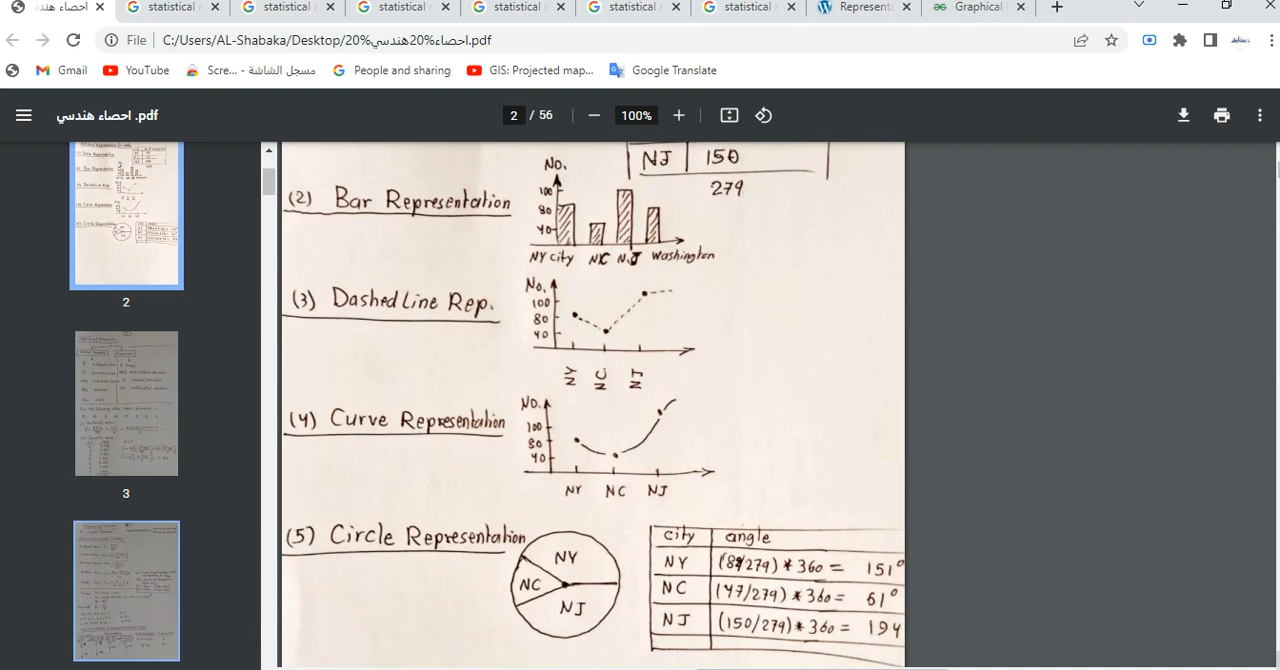 احصاء هندسي
statistical r
statistical r
statistical r
statistical r
statistical r
statistical r
Represent
Graphical
File
C:/Users/AL-Shabaka/Desktop/20%احصاء%20هندسي.pdf
Gmail
YouTube
Scre... - مسجل الشاشة
People and sharing
GIS: Projected map...
Google Translate
احصاء هندسي .pdf
2 / 56
100%
2
3
NJ 150
279
(2) Bar Representation
No.
100
80
40
NY City NC NJ Washington
(3) Dashed Line Rep.
No.
100
80
40
NY NC NJ
(4) Curve Representation
No.
100
80
40
NY NC NJ
(5) Circle Representation
NY
NC
NJ
city angle
NY (8 /279) * 360 = 151°
NC (47/279) * 360 = 61°
NJ (150/279) * 360 = 194